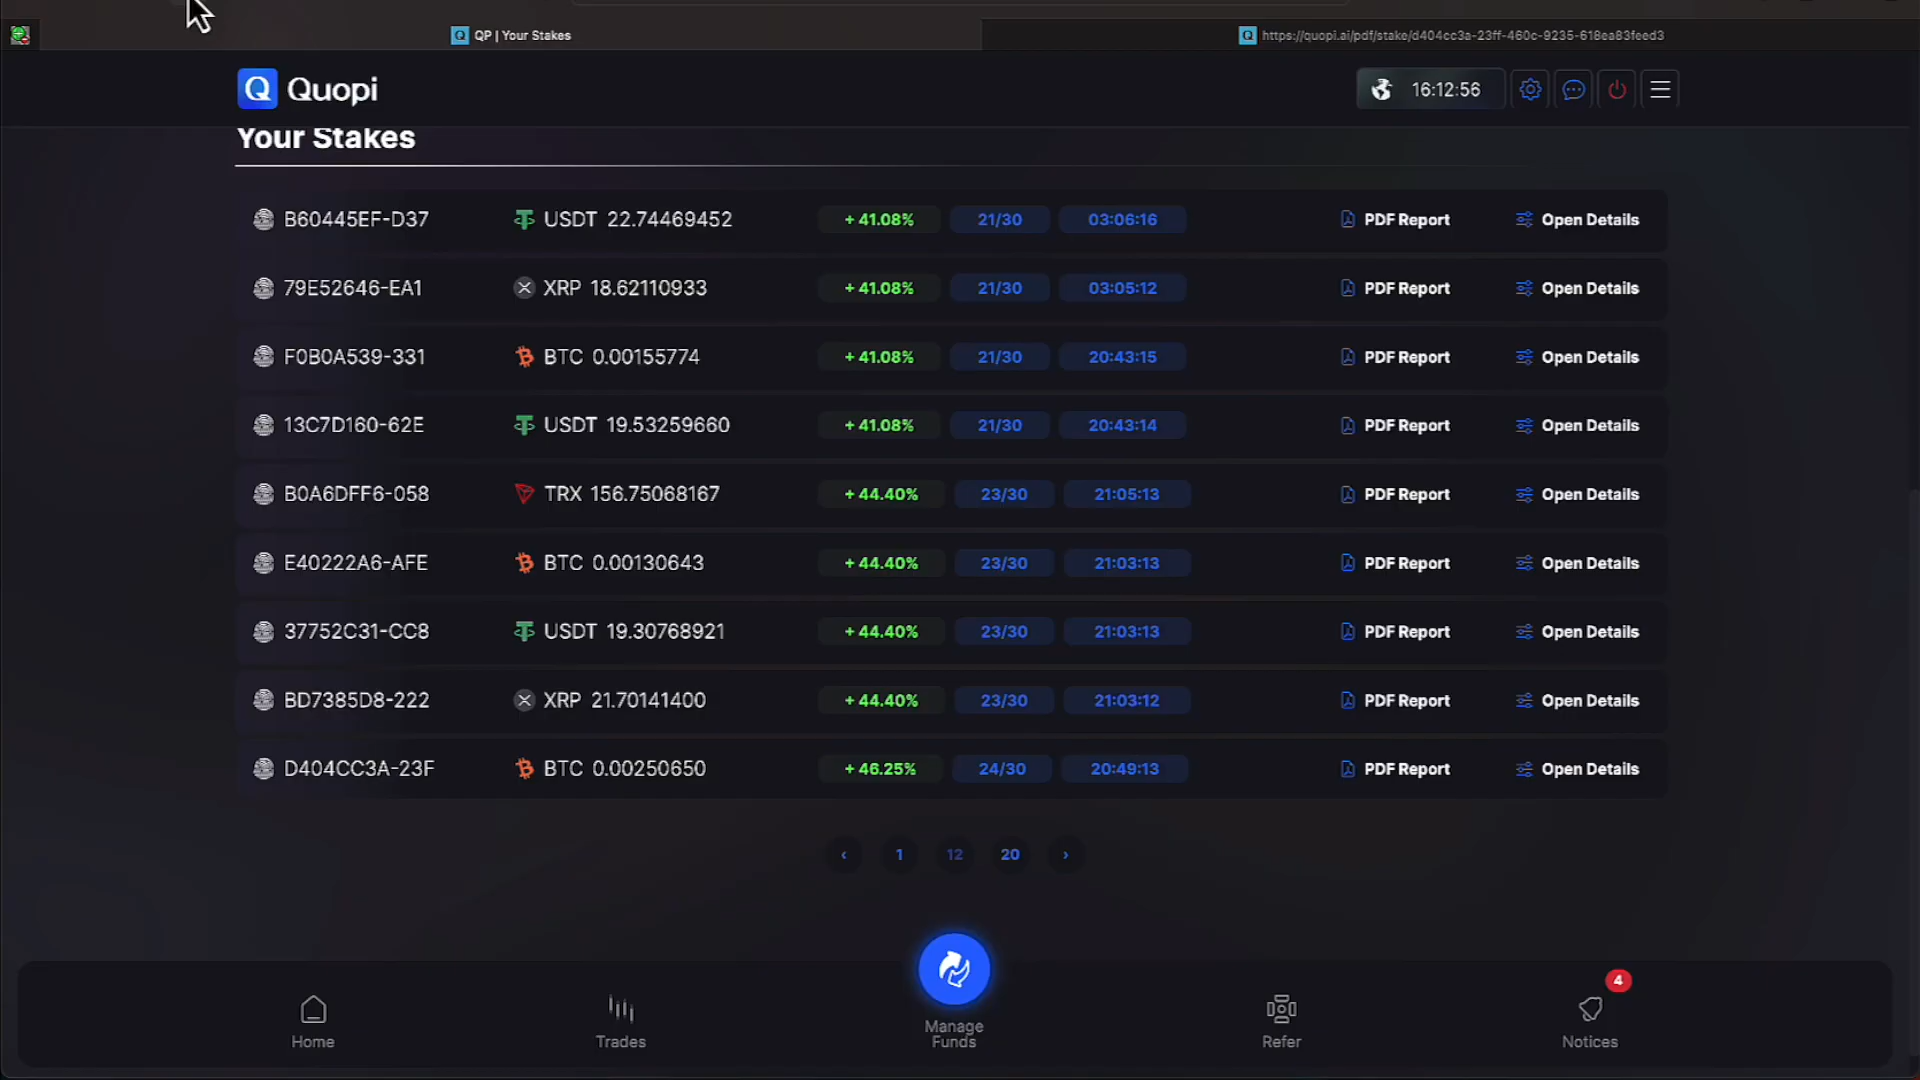 QP | Your Stakes
https://quopi.ai/pdf/stake/d404cc3a-23ff-460c-9235-618ea83feed3
Quopi
16:12:56
Your Stakes
B60445EF-D37 USDT 22.74469452 + 41.08% 21/30 03:06:16 PDF Report Open Details
79E52646-EA1 XRP 18.62110933 + 41.08% 21/30 03:05:12 PDF Report Open Details
F0B0A539-331 BTC 0.00155774 + 41.08% 21/30 20:43:15 PDF Report Open Details
13C7D160-62E USDT 19.53259660 + 41.08% 21/30 20:43:14 PDF Report Open Details
B0A6DFF6-058 TRX 156.75068167 + 44.40% 23/30 21:05:13 PDF Report Open Details
E40222A6-AFE BTC 0.00130643 + 44.40% 23/30 21:03:13 PDF Report Open Details
37752C31-CC8 USDT 19.30768921 + 44.40% 23/30 21:03:13 PDF Report Open Details
BD7385D8-222 XRP 21.70141400 + 44.40% 23/30 21:03:12 PDF Report Open Details
D404CC3A-23F BTC 0.00250650 + 46.25% 24/30 20:49:13 PDF Report Open Details
‹ 1 12 20 ›
4
Home
Trades
Manage
Funds
Refer
Notices